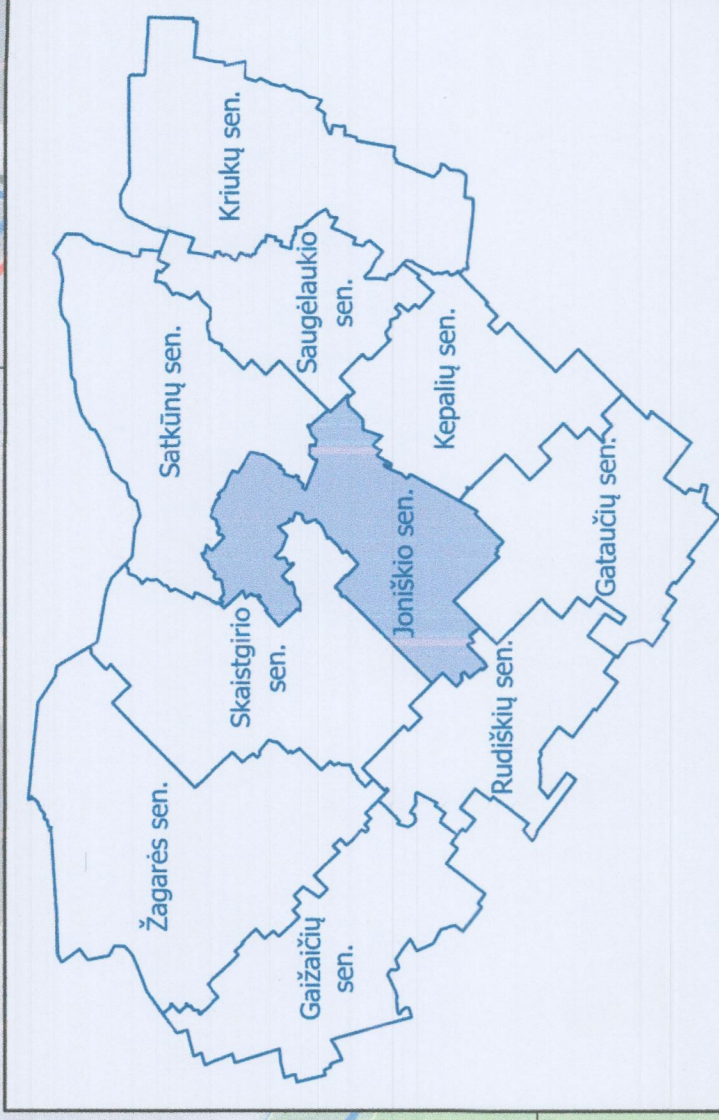 Žagarės sen.
Skaistgirio
sen.
Satkūnų sen.
Kriukų sen.
Gaižaičių
sen.
Saugėlaukio
sen.
Joniškio sen.
Kepalių sen.
Rudiškių sen.
Gataučių sen.